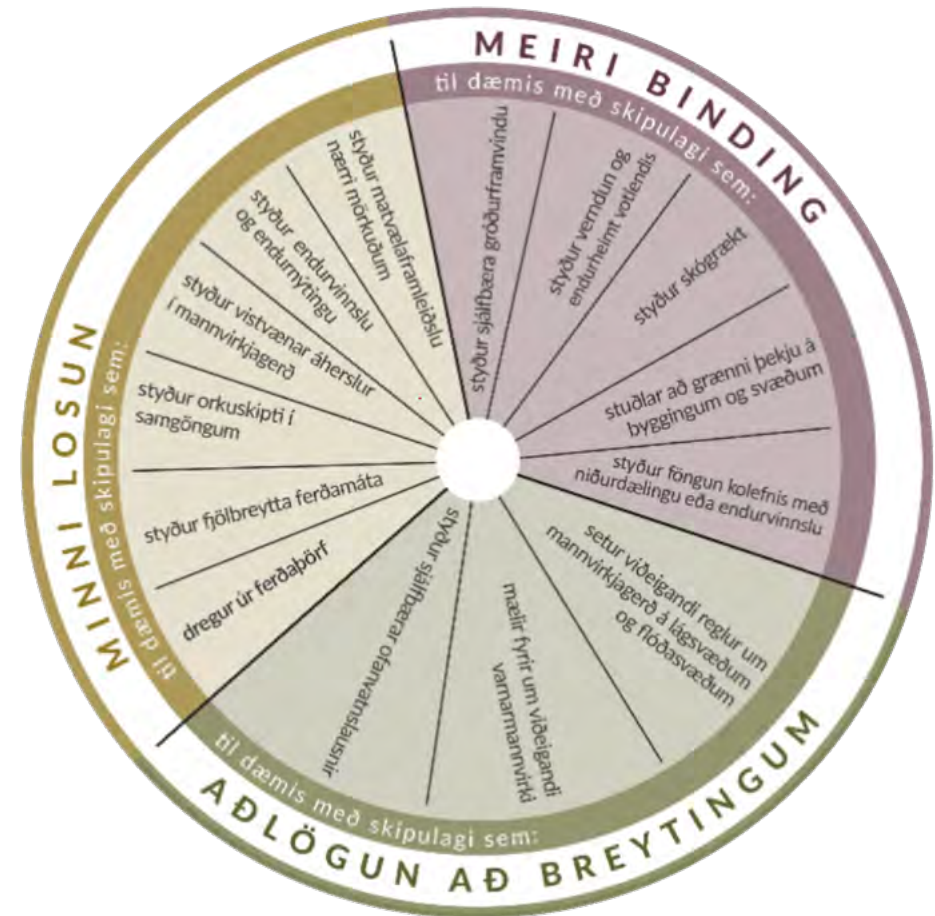 MEIRI BINDING
til dæmis með skipulagi sem:
styður sjálfbæra gróðurframvindu
styður verndun og
endurheimt votlendis
styður skógrækt
stuðlar að grænni þekju á
byggingum og svæðum
styður föngun kolefnis með
niðurdælingu eða endurvinnslu
AÐLÖGUN AÐ BREYTINGUM
til dæmis með skipulagi sem:
setur viðeigandi reglur um
mannvirkjagerð á lágsvæðum
og flóðasvæðum
mælir fyrir um viðeigandi
varnarmannvirki
styður sjálfbærar ofanvatnslausnir
MINNI LOSUN
til dæmis með skipulagi sem:
dregur úr ferðaþörf
styður fjölbreytta ferðamáta
styður orkuskipti í
samgöngum
styður vistvænar áherslur
í mannvirkjagerð
styður endurvinnslu
og endurnýtingu
styður matvælaframleiðslu
nærri mörkuðum